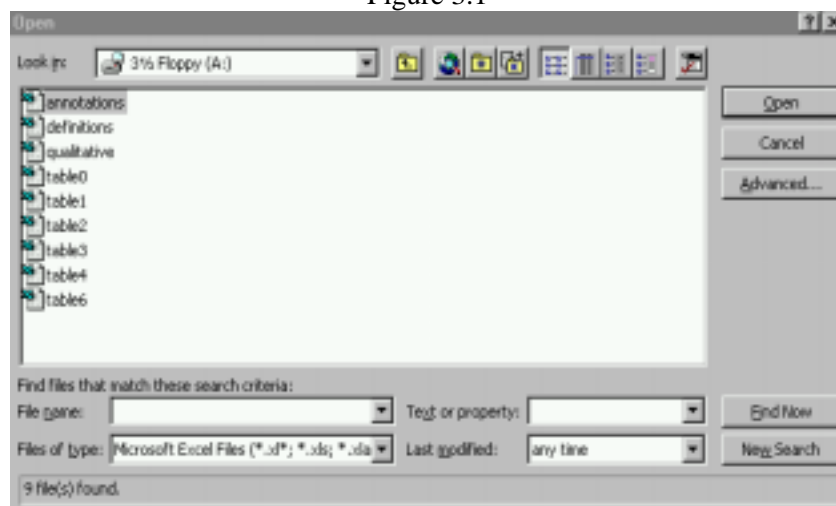 Figure 3.1
Open
Look in: 3½ Floppy (A:)
annotations
definitions
qualitative
table0
table1
table2
table3
table4
table6
Open
Cancel
Advanced...
Find files that match these search criteria:
File name:
Text or property:
Find Now
Files of type: Microsoft Excel Files (*.xl*; *.xls; *.xla
Last modified: any time
New Search
9 file(s) found.